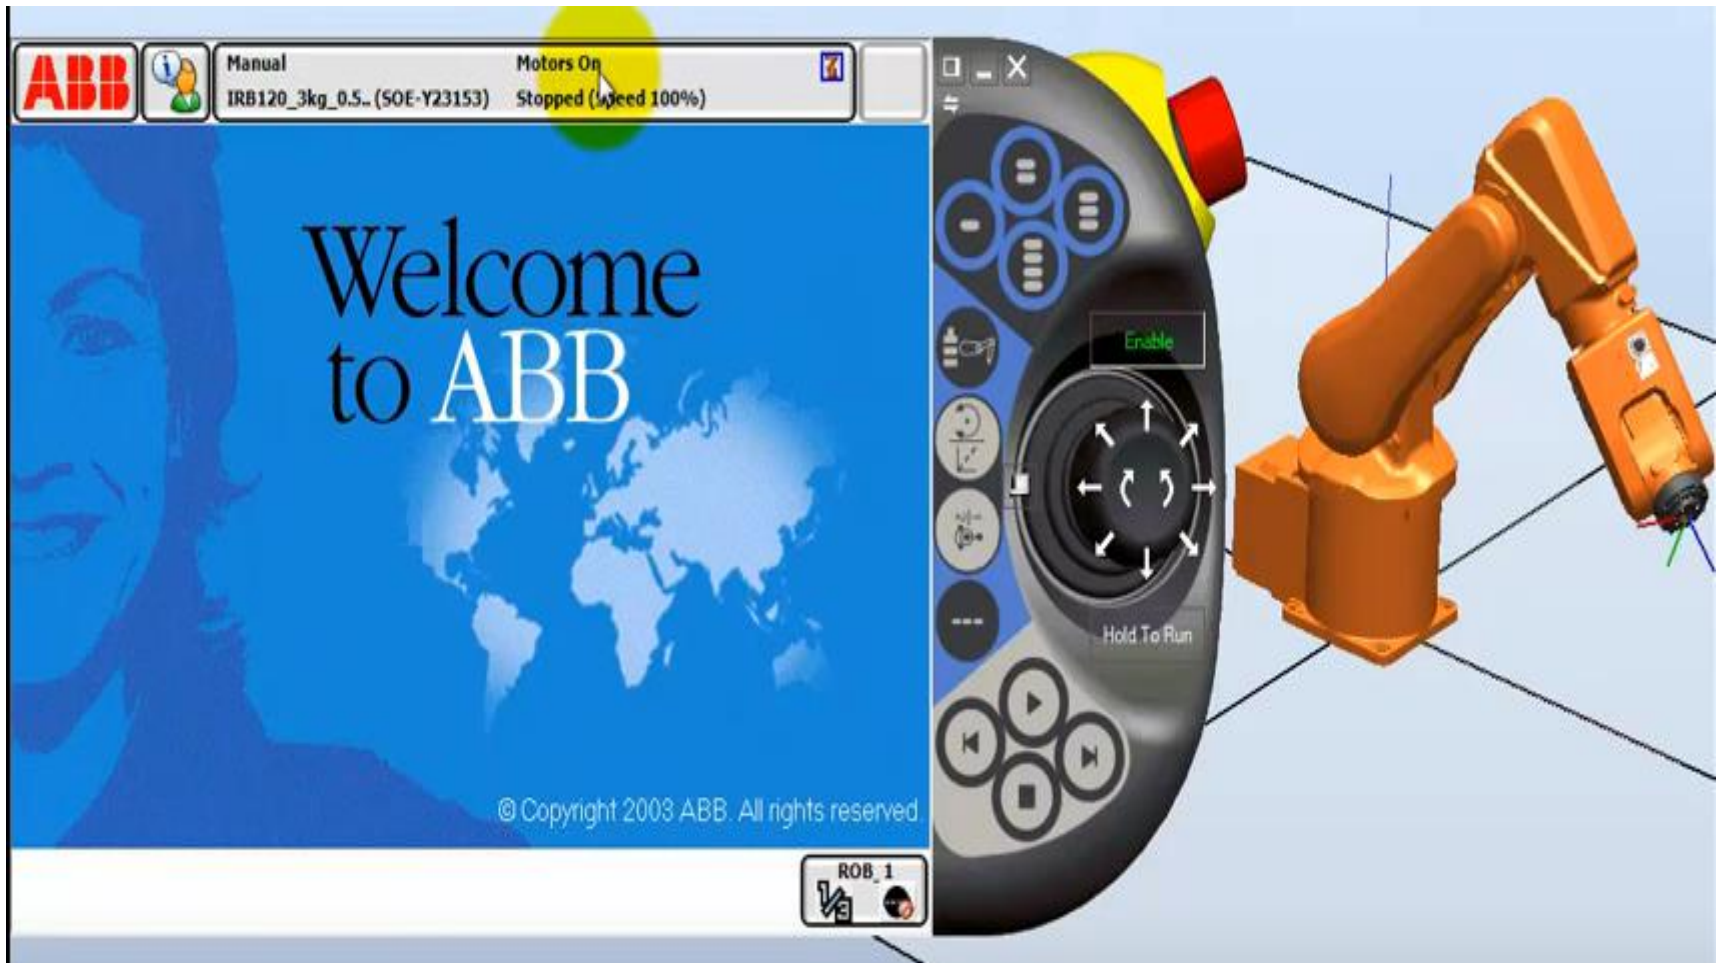 ABB
Manual
IRB120_3kg_0.5.. (SOE-Y23153)
Motors On
Stopped (Speed 100%)
Welcome
to ABB
© Copyright 2003 ABB. All rights reserved.
ROB_1
1/3
Enable
Hold To Run